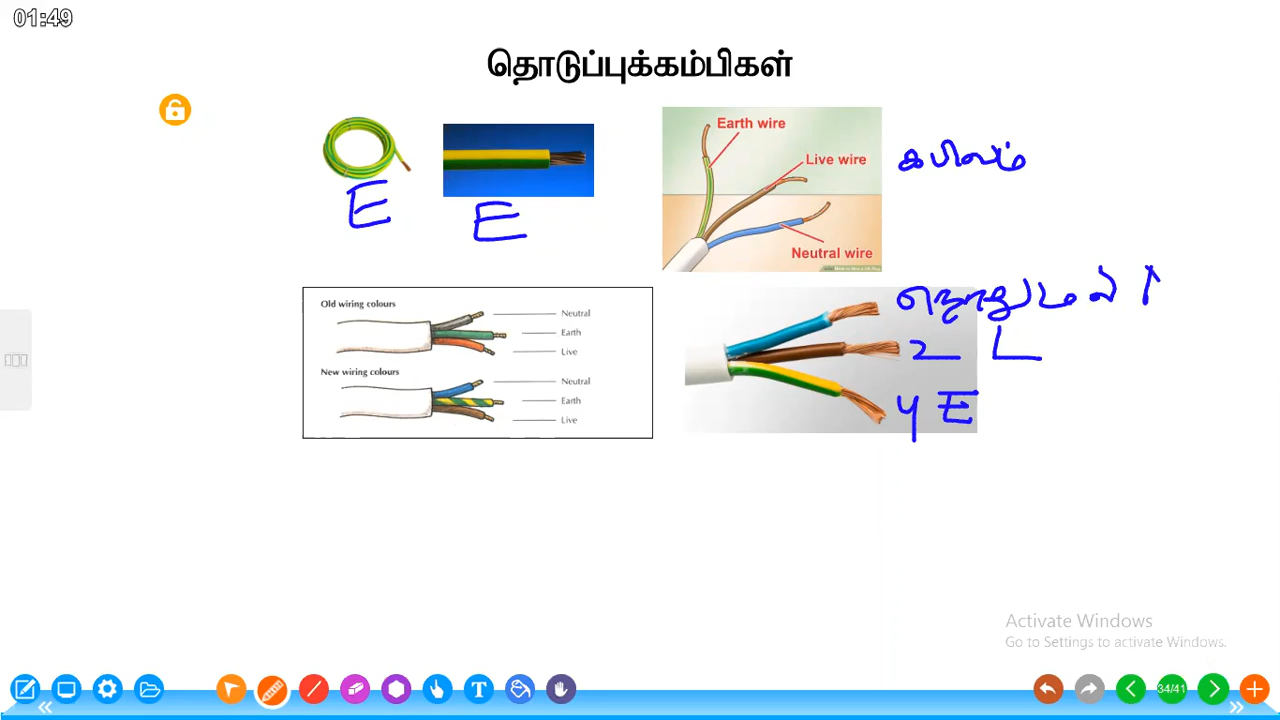 01:49
தொடுப்புக்கம்பிகள்
Earth wire
Live wire
Neutral wire
கபிலம்
E
E
Old wiring colours
Neutral
Earth
Live
New wiring colours
Neutral
Earth
Live
உ L
பு E
Activate Windows
Go to Settings to activate Windows.
34/41